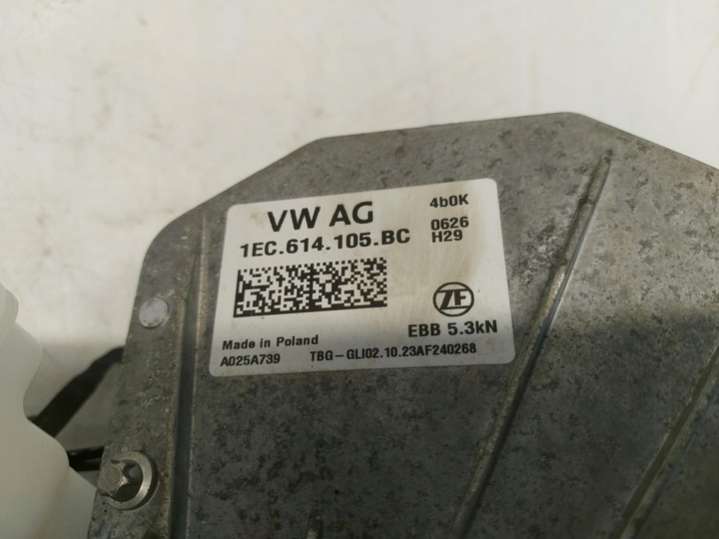 VW AG
4b0K
1EC.614.105.BC
0626
H29
ZF
EBB 5.3kN
Made in Poland
A025A739
TBG-GLI02.10.23AF240268